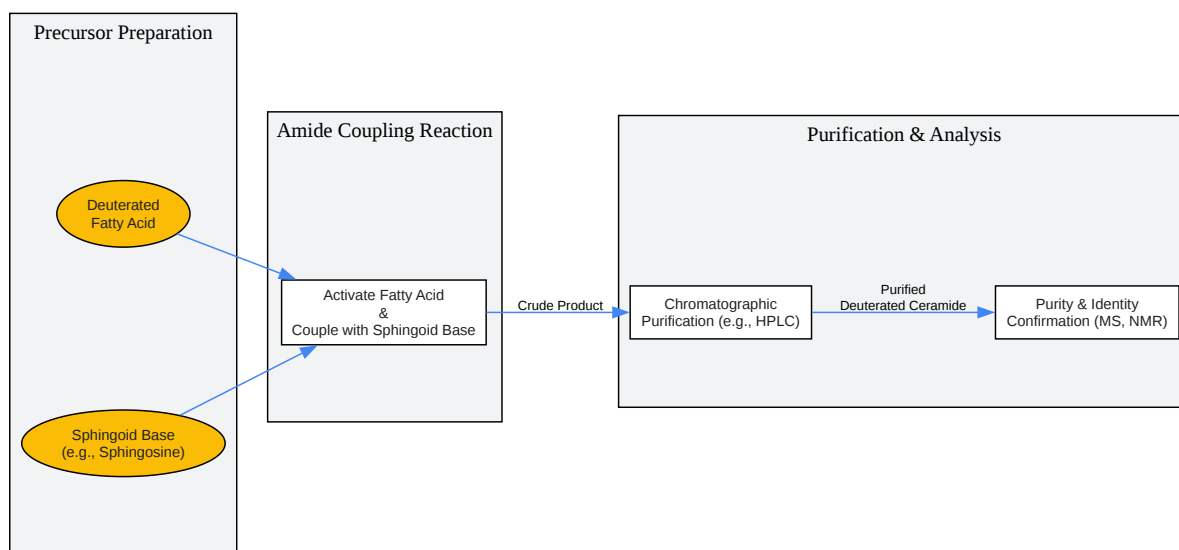 Precursor Preparation
Deuterated
Fatty Acid
Sphingoid Base
(e.g., Sphingosine)
Amide Coupling Reaction
Activate Fatty Acid
&
Couple with Sphingoid Base
Crude Product
Purification & Analysis
Chromatographic
Purification (e.g., HPLC)
Purified
Deuterated Ceramide
Purity & Identity
Confirmation (MS, NMR)